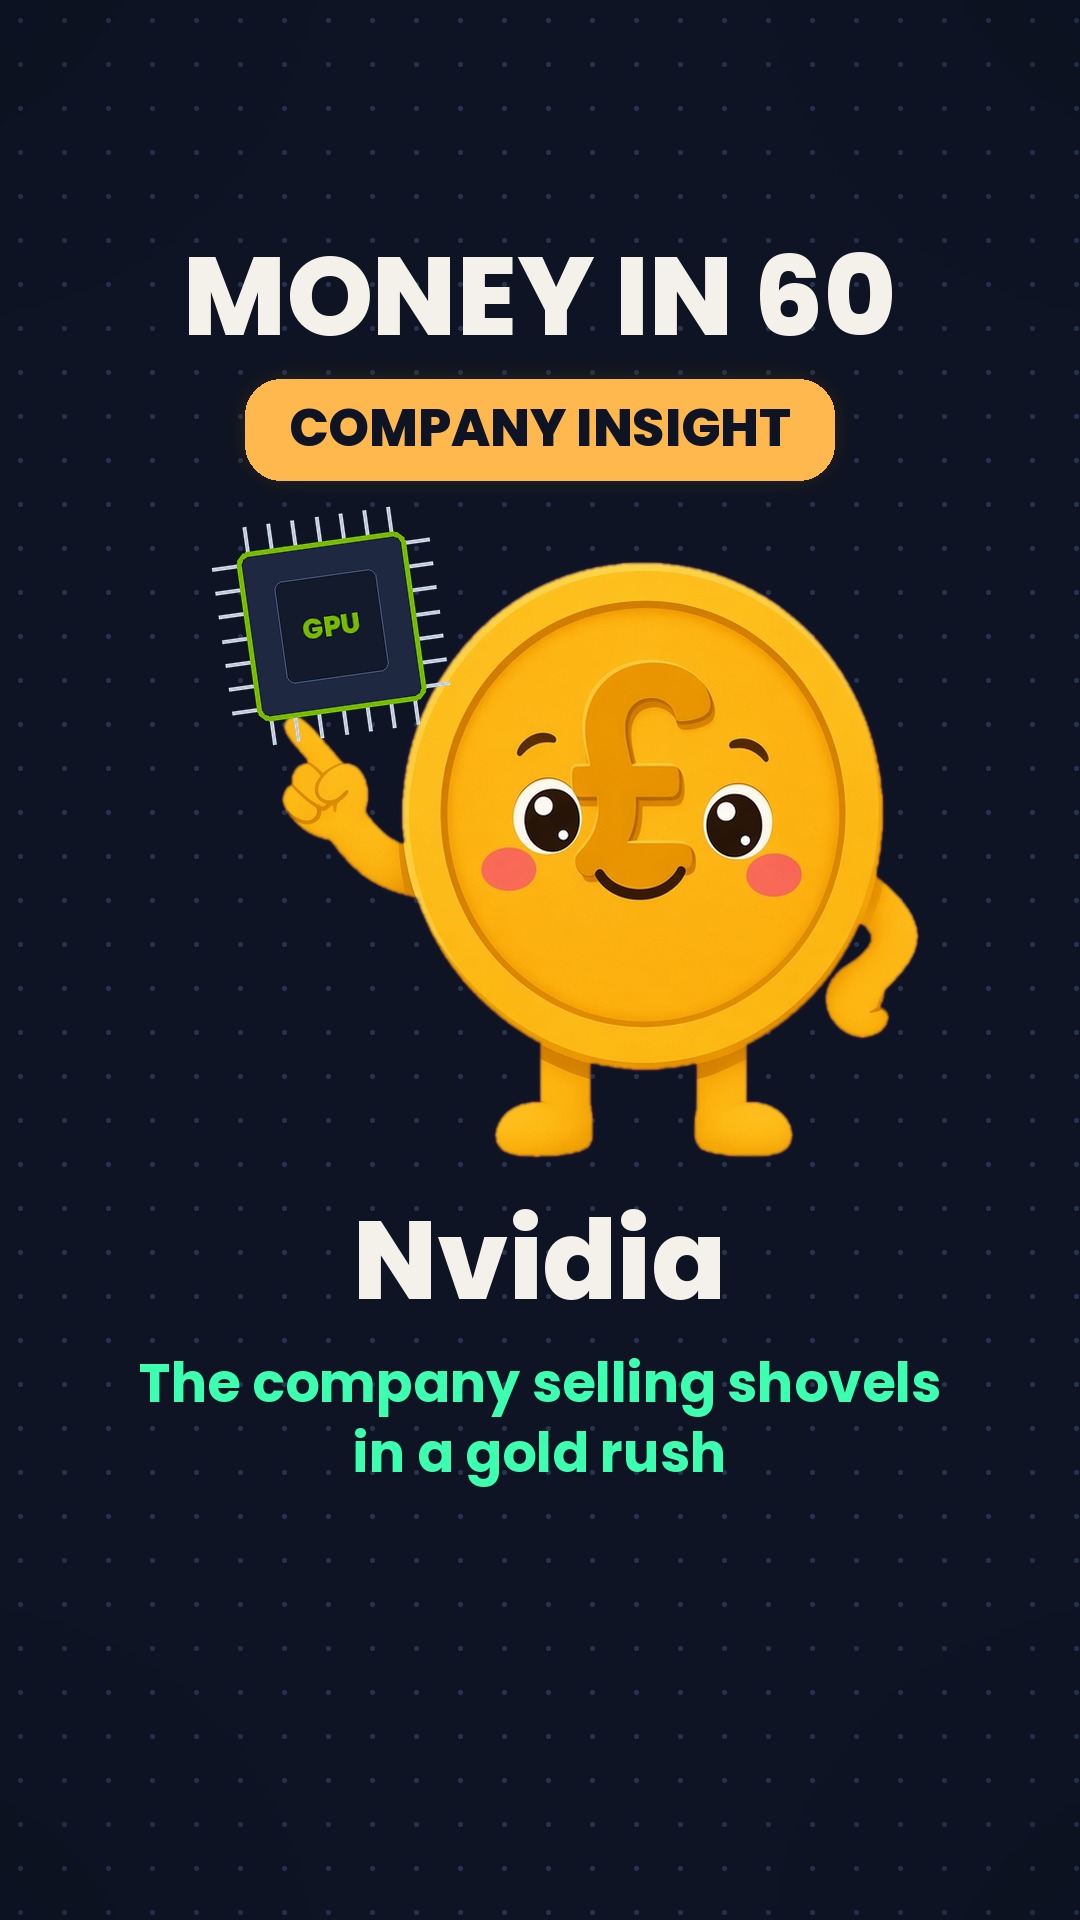 MONEY IN 60
COMPANY INSIGHT
GPU
£
Nvidia
The company selling shovels
in a gold rush